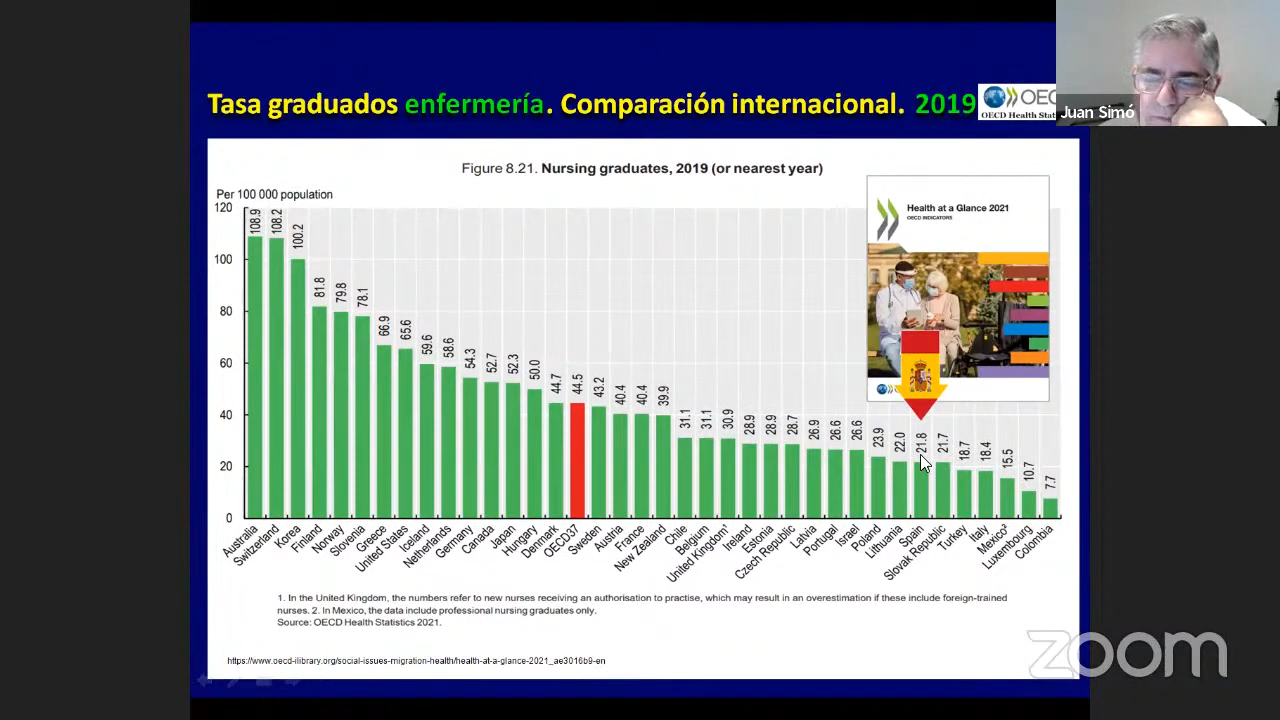 Tasa graduados enfermería. Comparación internacional. 2019
OEC
OECD Health Stati
Juan Simó
Figure 8.21. Nursing graduates, 2019 (or nearest year)
Per 100 000 population
120
100
80
60
40
20
0
108.9
108.2
100.2
81.8
79.8
78.1
66.9
65.6
59.6
58.6
54.3
52.7
52.3
50.0
44.7
44.5
43.2
40.4
40.4
39.9
31.1
31.1
30.9
28.9
28.9
28.7
26.9
26.6
26.6
23.9
22.0
21.8
21.7
18.7
18.4
15.5
10.7
7.7
Australia
Switzerland
Korea
Finland
Norway
Slovenia
Greece
United States
Iceland
Netherlands
Germany
Canada
Japan
Hungary
Denmark
OECD37
Sweden
Austria
France
New Zealand
Chile
Belgium
United Kingdom¹
Ireland
Estonia
Czech Republic
Latvia
Portugal
Israel
Poland
Lithuania
Spain
Slovak Republic
Turkey
Italy
Mexico²
Luxembourg
Colombia
Health at a Glance 2021
OECD INDICATORS
1. In the United Kingdom, the numbers refer to new nurses receiving an authorisation to practise, which may result in an overestimation if these include foreign-trained
nurses. 2. In Mexico, the data include professional nursing graduates only.
Source: OECD Health Statistics 2021.
https://www.oecd-ilibrary.org/social-issues-migration-health/health-at-a-glance-2021_ae3016b9-en
zoom